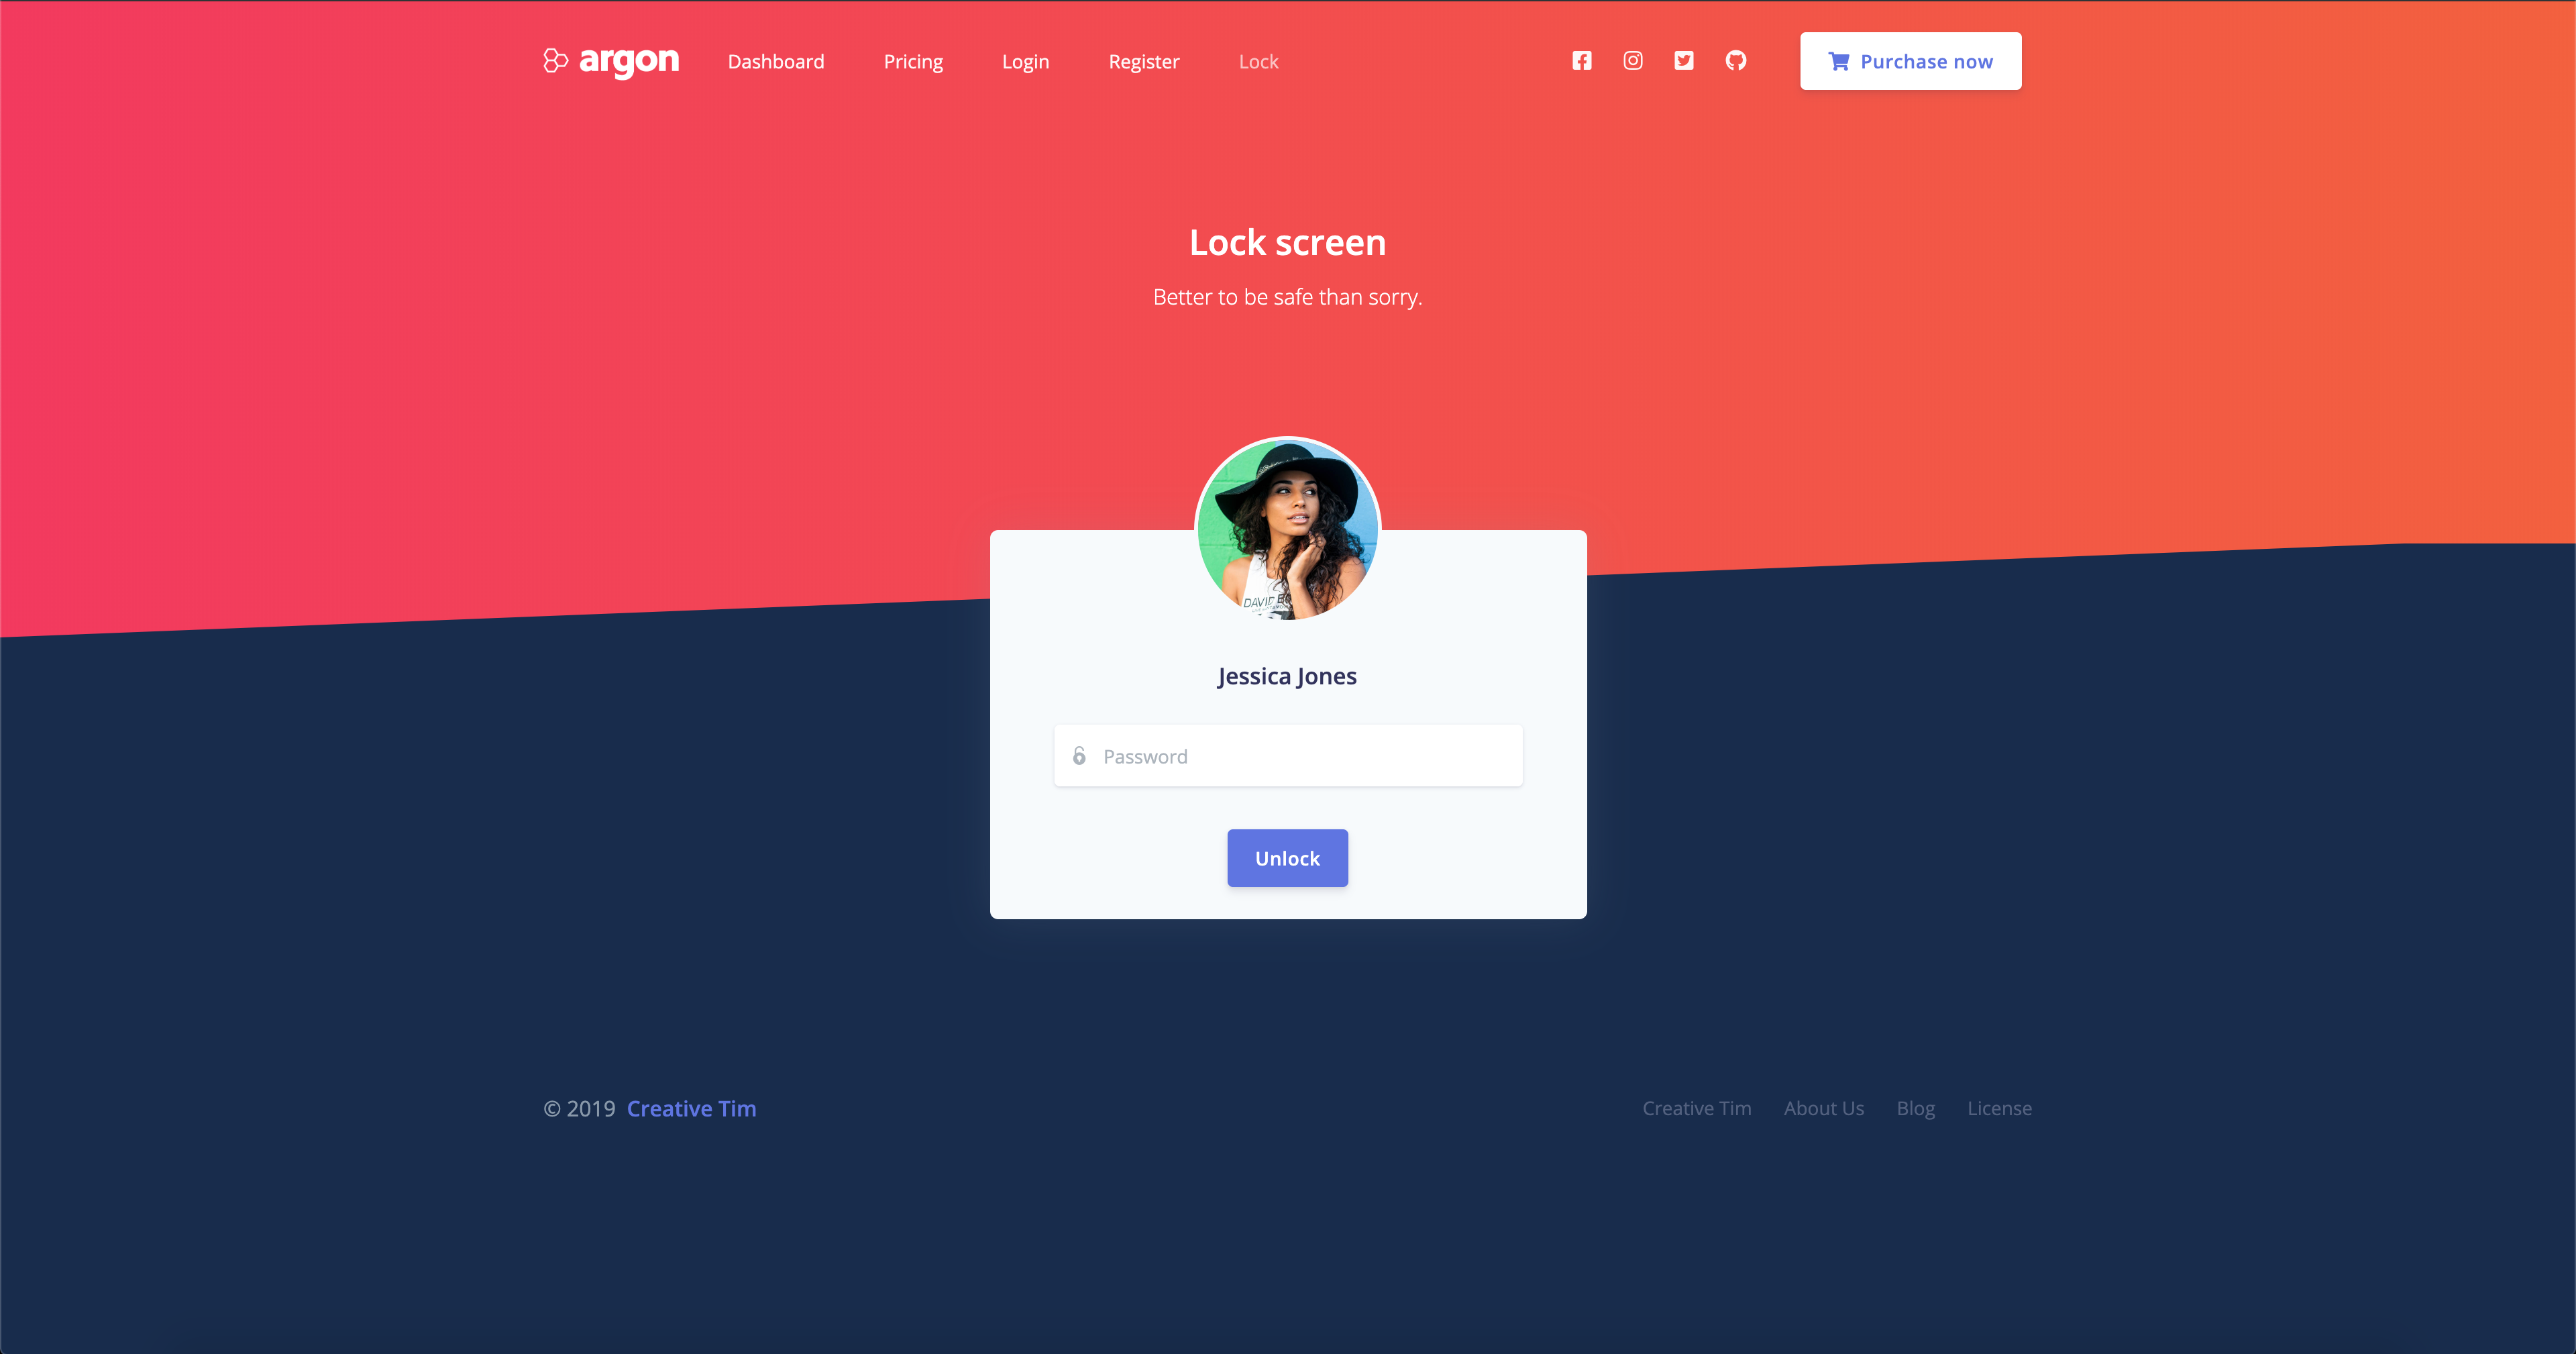 argon Dashboard Pricing Login Register Lock Purchase now
Lock screen
Better to be safe than sorry.
DAVID BO
Jessica Jones
Password
Unlock
© 2019 Creative Tim Creative Tim About Us Blog License